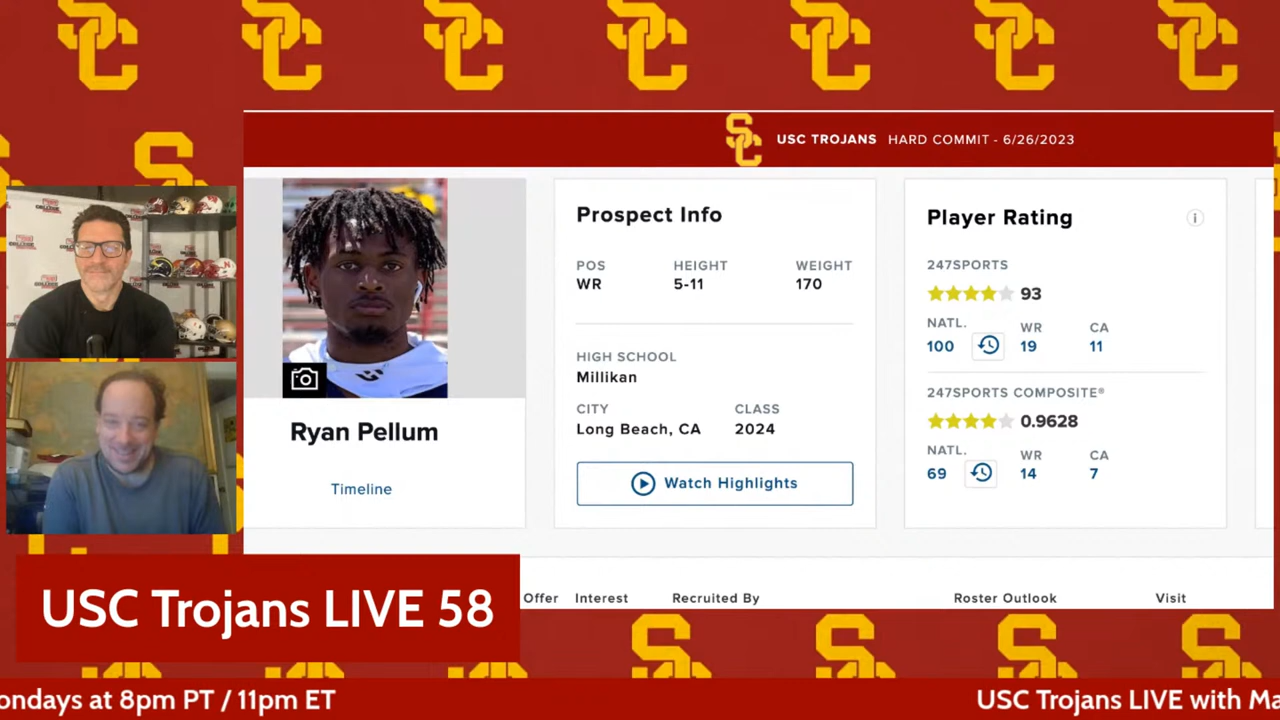 USC TROJANS HARD COMMIT - 6/26/2023
Ryan Pellum
Timeline
Prospect Info
POS HEIGHT WEIGHT
WR 5-11 170
HIGH SCHOOL
Millikan
CITY CLASS
Long Beach, CA 2024
Watch Highlights
Player Rating
247SPORTS
93
NATL. WR CA
100 19 11
247SPORTS COMPOSITE®
0.9628
NATL. WR CA
69 14 7
Offer Interest Recruited By Roster Outlook Visit
USC Trojans LIVE 58
ondays at 8pm PT / 11pm ET USC Trojans LIVE with Ma